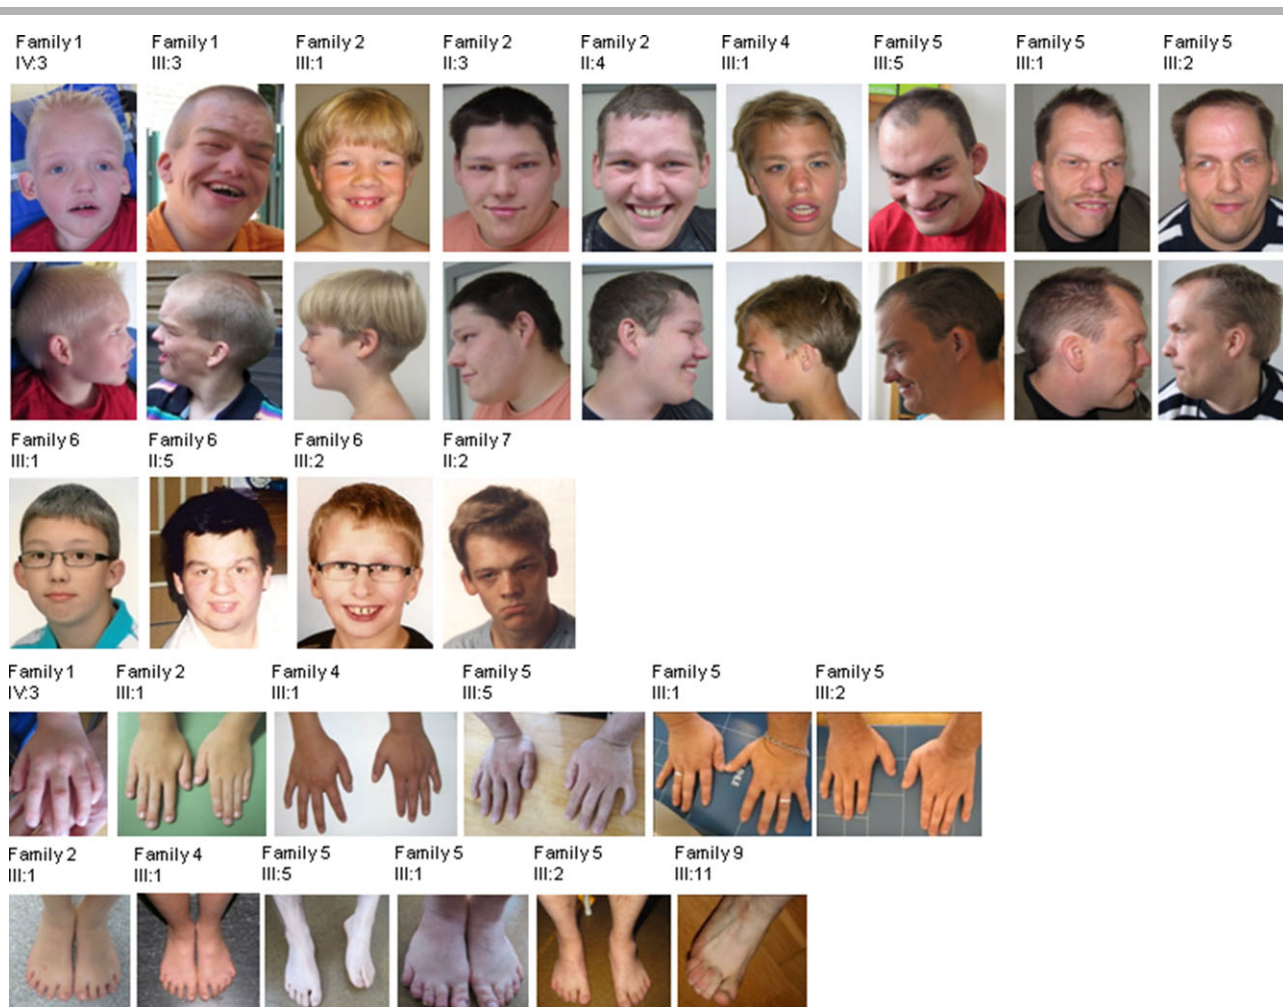 Family 1 Family 1 Family 2 Family 2 Family 2 Family 4 Family 5 Family 5 Family 5
IV:3 III:3 III:1 II:3 II:4 III:1 III:5 III:1 III:2
Family 6 Family 6 Family 6 Family 7
III:1 II:5 III:2 II:2
Family 1 Family 2 Family 4 Family 5 Family 5 Family 5
IV:3 III:1 III:1 III:5 III:1 III:2
Family 2 Family 4 Family 5 Family 5 Family 5 Family 9
III:1 III:1 III:5 III:1 III:2 III:11